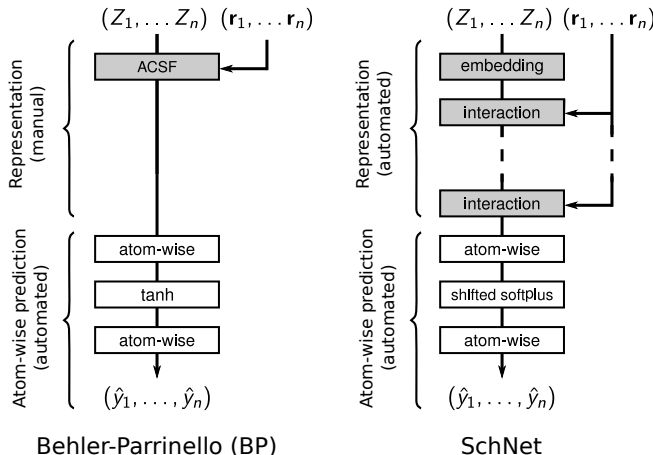 (Z₁, . . . Zₙ) (r₁, . . . rₙ)
ACSF
Representation
(manual)
atom-wise
tanh
atom-wise
Atom-wise prediction
(automated)
(ŷ₁, . . . , ŷₙ)
Behler-Parrinello (BP)
(Z₁, . . . Zₙ) (r₁, . . . rₙ)
embedding
interaction
interaction
Representation
(automated)
atom-wise
shifted softplus
atom-wise
Atom-wise prediction
(automated)
(ŷ₁, . . . , ŷₙ)
SchNet